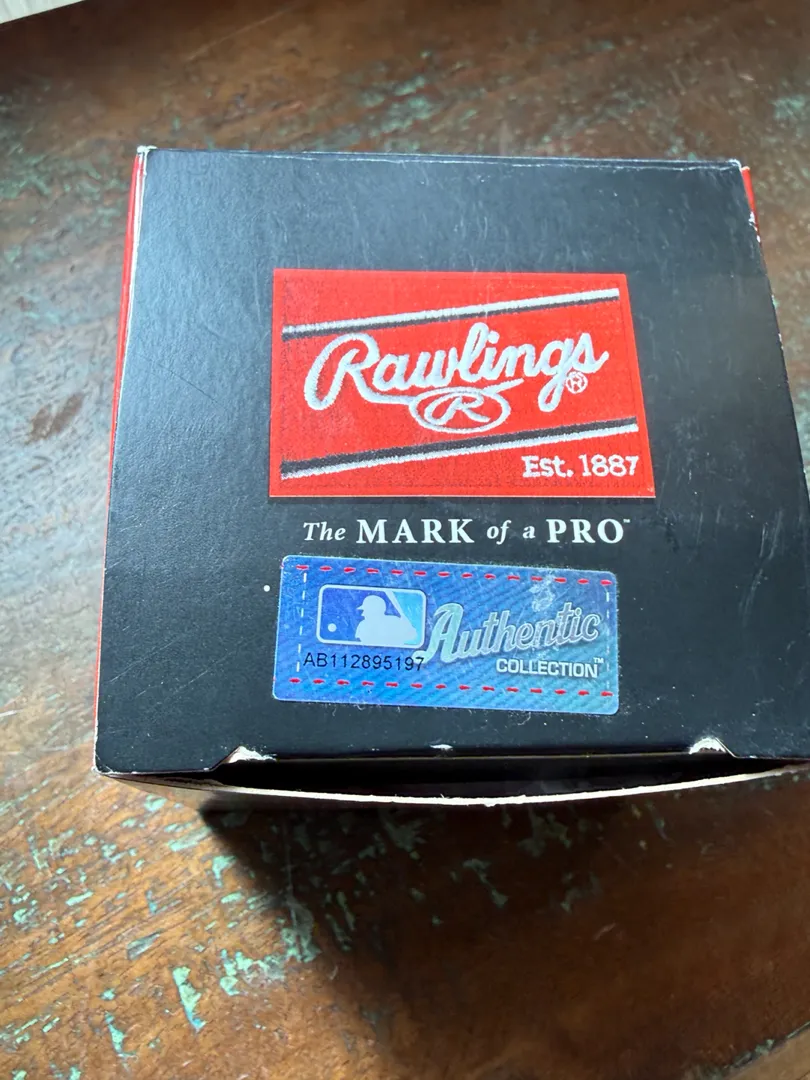 Rawlings®
R
Est. 1887
The MARK of a PRO™
Authentic
AB112895197
COLLECTION™